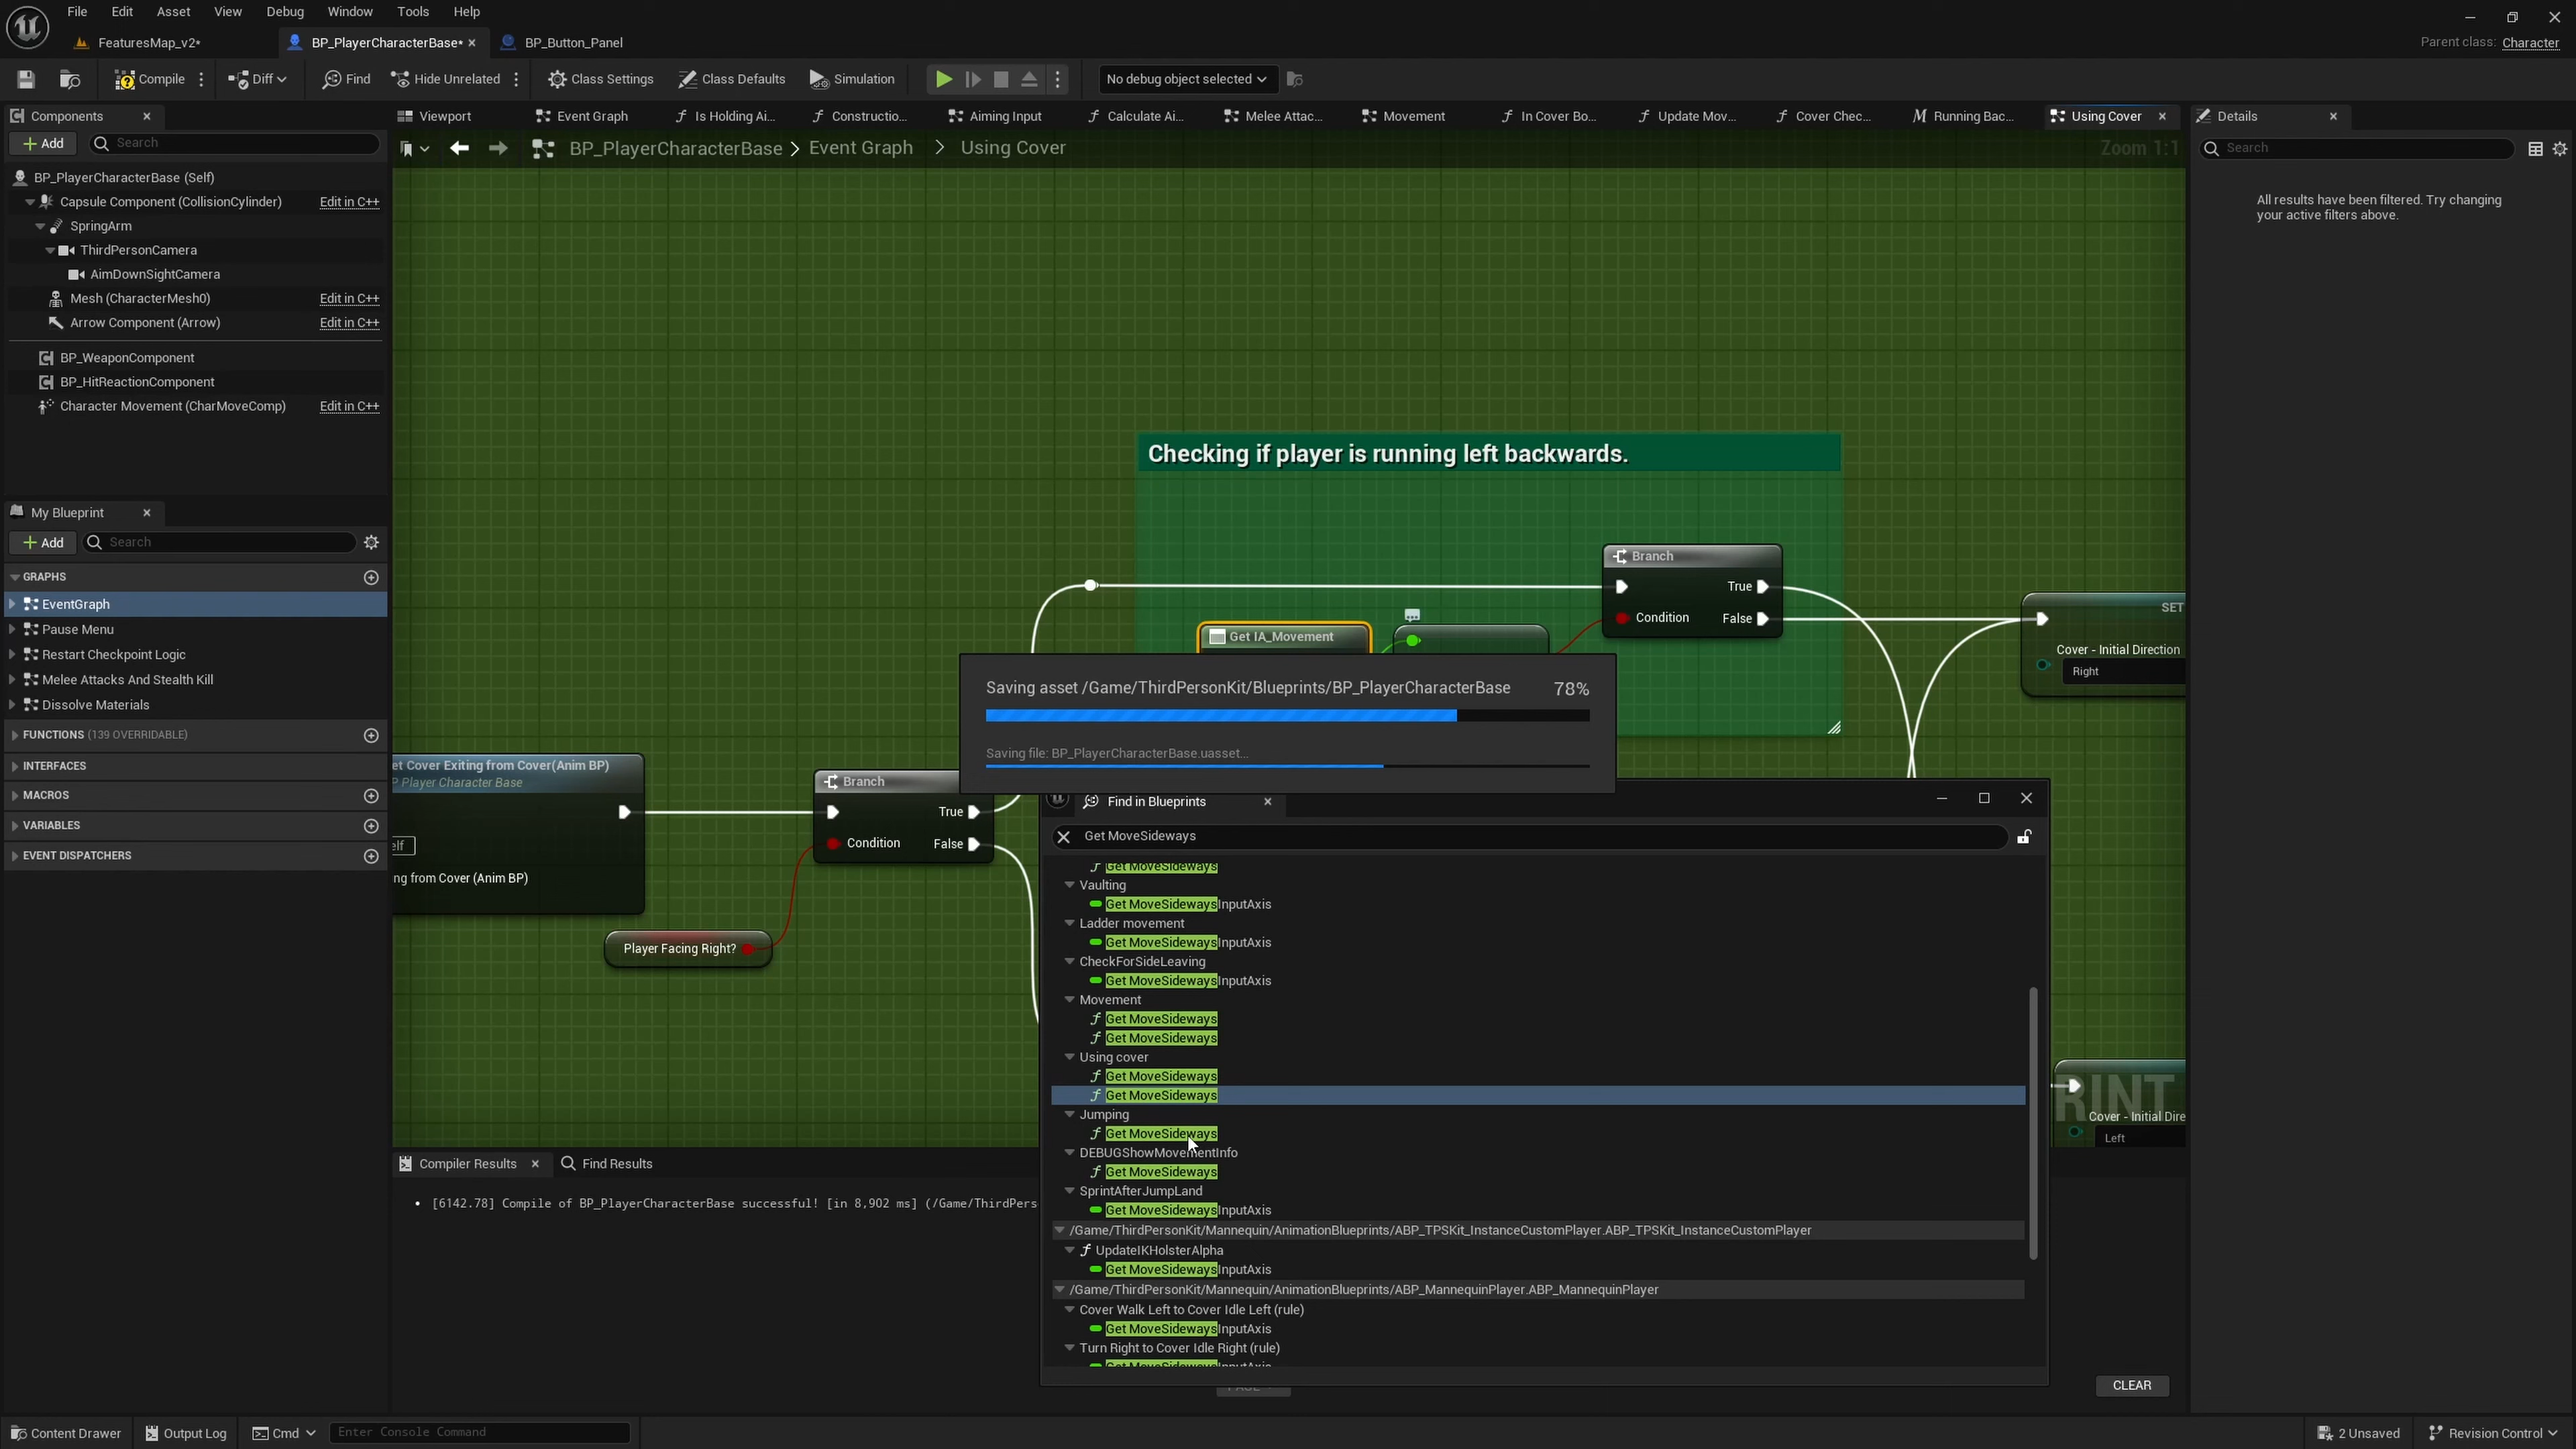 File Edit Asset View Debug Window Tools Help
FeaturesMap_v2* BP_PlayerCharacterBase* BP_Button_Panel
Parent class: Character
Compile Diff Find Hide Unrelated Class Settings Class Defaults Simulation No debug object selected
Components
Add Search
BP_PlayerCharacterBase (Self)
Capsule Component (CollisionCylinder) Edit in C++
SpringArm
ThirdPersonCamera
AimDownSightCamera
Mesh (CharacterMesh0) Edit in C++
Arrow Component (Arrow) Edit in C++
BP_WeaponComponent
BP_HitReactionComponent
Character Movement (CharMoveComp) Edit in C++
My Blueprint
Add Search
GRAPHS
EventGraph
Pause Menu
Restart Checkpoint Logic
Melee Attacks And Stealth Kill
Dissolve Materials
FUNCTIONS (139 OVERRIDABLE)
INTERFACES
MACROS
VARIABLES
EVENT DISPATCHERS
Viewport Event Graph Is Holding Ai... Constructio... Aiming Input Calculate Ai... Melee Attac... Movement In Cover Bo... Update Mov... Cover Chec... Running Bac... Using Cover
BP_PlayerCharacterBase > Event Graph > Using Cover
Zoom 1:1
Checking if player is running left backwards.
Branch
True
Condition False
Get IA_Movement
SET
Cover - Initial Direction
Right
Saving asset /Game/ThirdPersonKit/Blueprints/BP_PlayerCharacterBase 78%
Saving file: BP_PlayerCharacterBase.uasset...
et Cover Exiting from Cover(Anim BP)
P Player Character Base
elf
ng from Cover (Anim BP)
Branch
True
Condition False
Player Facing Right?
RINT
Cover - Initial Dire
Left
Find in Blueprints
Get MoveSideways
Get MoveSideways
Vaulting
Get MoveSidewaysInputAxis
Ladder movement
Get MoveSidewaysInputAxis
CheckForSideLeaving
Get MoveSidewaysInputAxis
Movement
Get MoveSideways
Get MoveSideways
Using cover
Get MoveSideways
Get MoveSideways
Jumping
Get MoveSideways
DEBUGShowMovementInfo
Get MoveSideways
SprintAfterJumpLand
Get MoveSidewaysInputAxis
/Game/ThirdPersonKit/Mannequin/AnimationBlueprints/ABP_TPSKit_InstanceCustomPlayer.ABP_TPSKit_InstanceCustomPlayer
UpdateIKHolsterAlpha
Get MoveSidewaysInputAxis
/Game/ThirdPersonKit/Mannequin/AnimationBlueprints/ABP_MannequinPlayer.ABP_MannequinPlayer
Cover Walk Left to Cover Idle Left (rule)
Get MoveSidewaysInputAxis
Turn Right to Cover Idle Right (rule)
Get MoveSidewaysInputAxis
Compiler Results Find Results
[6142.78] Compile of BP_PlayerCharacterBase successful! [in 8,902 ms] (/Game/ThirdPers
CLEAR
Details
Search
All results have been filtered. Try changing
your active filters above.
Content Drawer Output Log Cmd Enter Console Command 2 Unsaved Revision Control